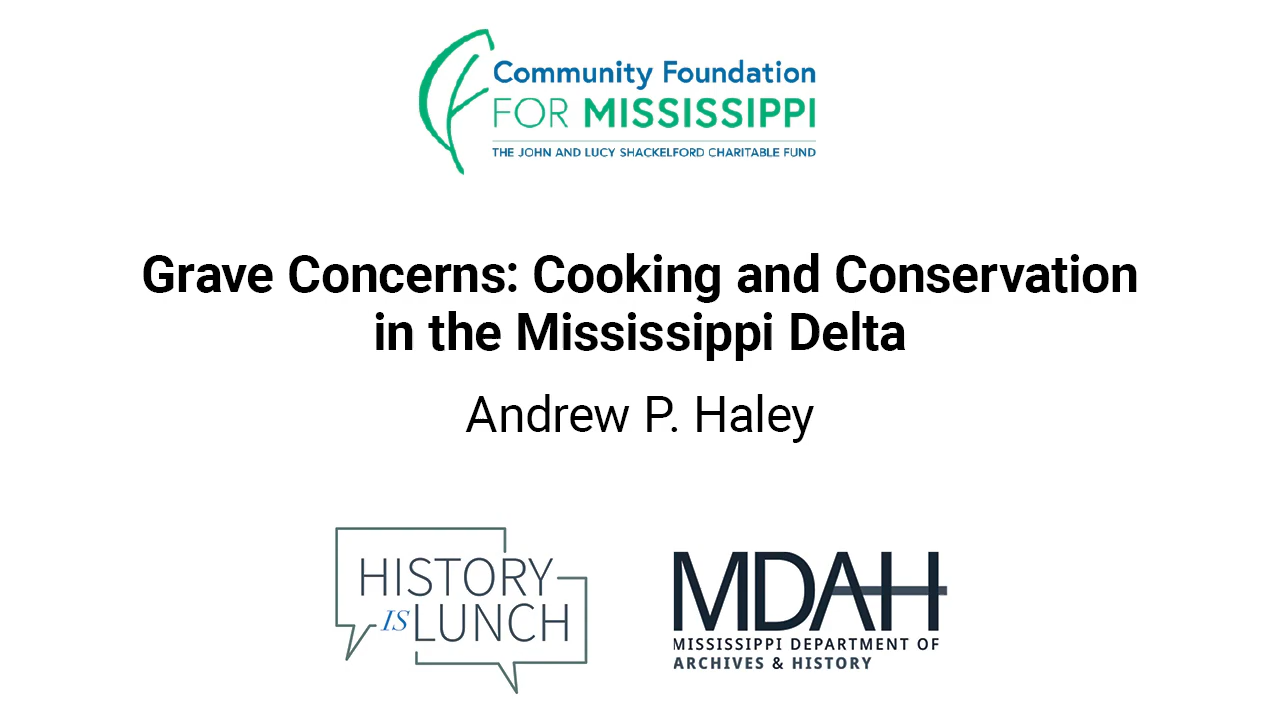 Community Foundation
FOR MISSISSIPPI
THE JOHN AND LUCY SHACKELFORD CHARITABLE FUND
Grave Concerns: Cooking and Conservation
in the Mississippi Delta
Andrew P. Haley
HISTORY
IS LUNCH
MDAH
MISSISSIPPI DEPARTMENT OF
ARCHIVES & HISTORY